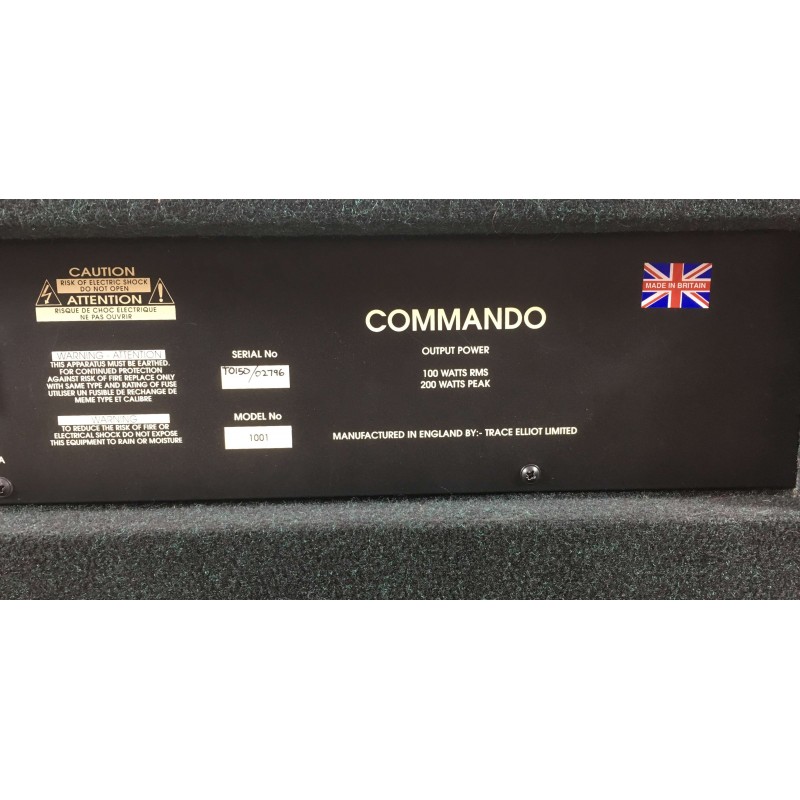 CAUTION
RISK OF ELECTRIC SHOCK
DO NOT OPEN
ATTENTION
RISQUE DE CHOC ELECTRIQUE
NE PAS OUVRIR
WARNING ATTENTION
THIS APPARATUS MUST BE EARTHED.
FOR CONTINUED PROTECTION
AGAINST RISK OF FIRE REPLACE ONLY
WITH SAME TYPE AND RATING OF FUSE
UTILISER UN FUSIBLE DE RECHANGE DE
MEME TYPE ET CALIBRE
WARNING
TO REDUCE THE RISK OF FIRE OR
ELECTRICAL SHOCK DO NOT EXPOSE
THIS EQUIPMENT TO RAIN OR MOISTURE
A
SERIAL No
T0150/02796
MODEL No
1001
COMMANDO
OUTPUT POWER
100 WATTS RMS
200 WATTS PEAK
MANUFACTURED IN ENGLAND BY:- TRACE ELLIOT LIMITED
MADE IN BRITAIN